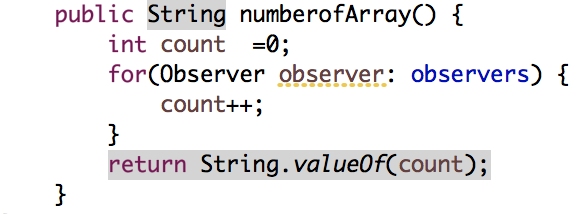 public String numberofArray() {
int count  =0;
for(Observer observer: observers) {
count++;
}
return String.valueOf(count);
}